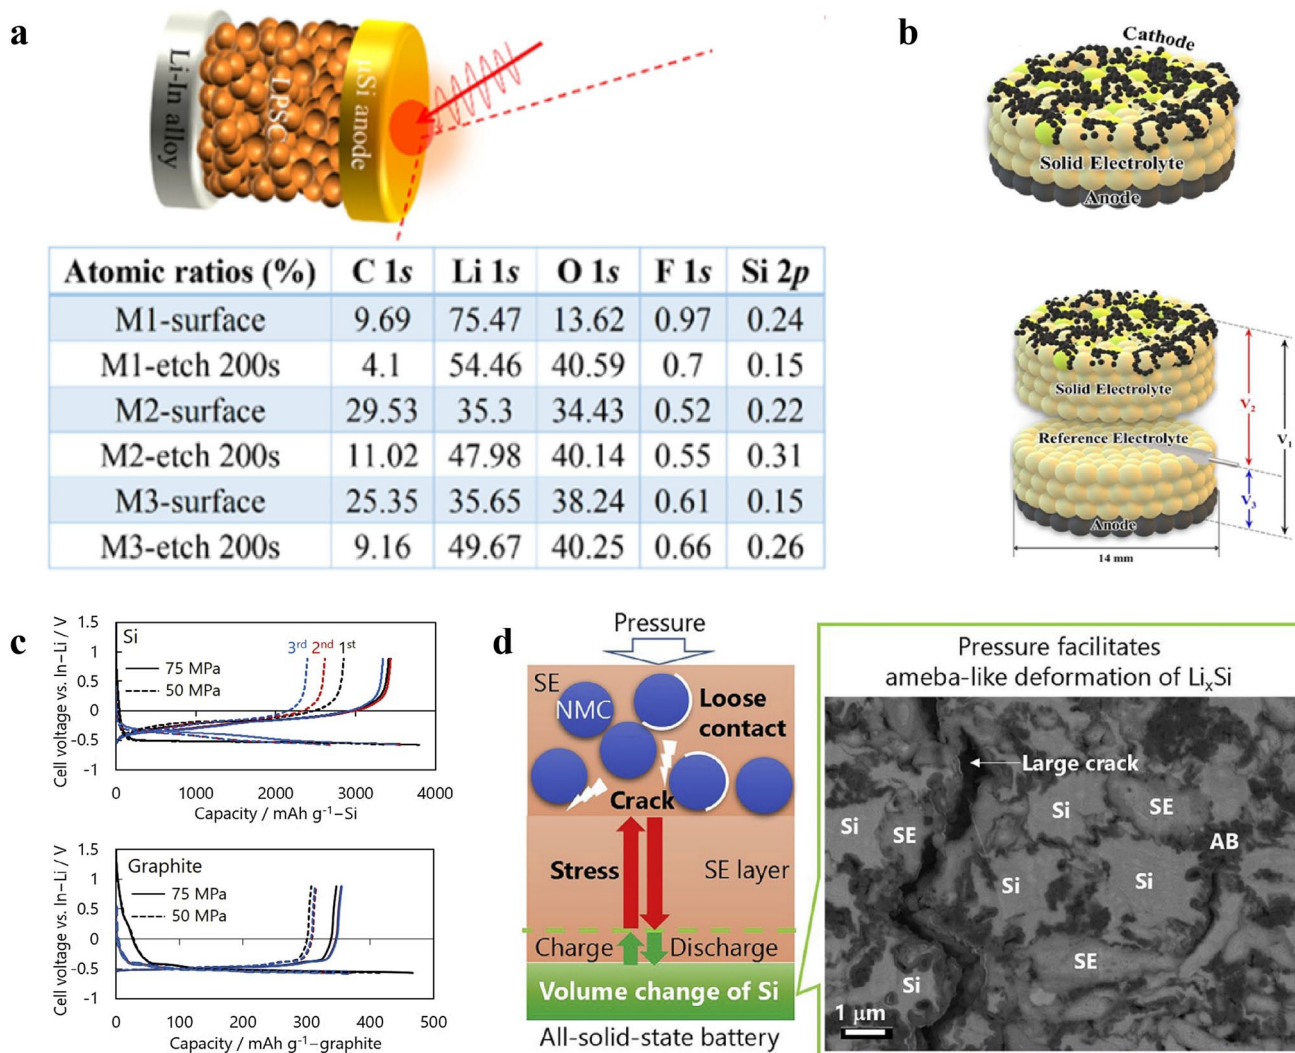 a
Li-In alloy
LPSC
μSi anode
Atomic ratios (%) C 1s Li 1s O 1s F 1s Si 2p
M1-surface 9.69 75.47 13.62 0.97 0.24
M1-etch 200s 4.1 54.46 40.59 0.7 0.15
M2-surface 29.53 35.3 34.43 0.52 0.22
M2-etch 200s 11.02 47.98 40.14 0.55 0.31
M3-surface 25.35 35.65 38.24 0.61 0.15
M3-etch 200s 9.16 49.67 40.25 0.66 0.26
b
Cathode
Solid Electrolyte
Anode
Solid Electrolyte
Reference Electrolyte
Anode
V₂
V₁
V₃
14 mm
c
Cell voltage vs. In–Li / V
1.5
1
0.5
0
-0.5
-1
Si
75 MPa
50 MPa
3rd 2nd 1st
0 1000 2000 3000 4000
Capacity / mAh g⁻¹–Si
Cell voltage vs. In–Li / V
1.5
1
0.5
0
-0.5
-1
Graphite
75 MPa
50 MPa
0 100 200 300 400 500
Capacity / mAh g⁻¹–graphite
d
Pressure
SE
NMC
Loose
contact
Crack
Stress
SE layer
Charge
Discharge
Volume change of Si
All-solid-state battery
Pressure facilitates
ameba-like deformation of LiₓSi
Large crack
Si
SE
Si
SE
AB
Si
Si
SE
Si
1 μm